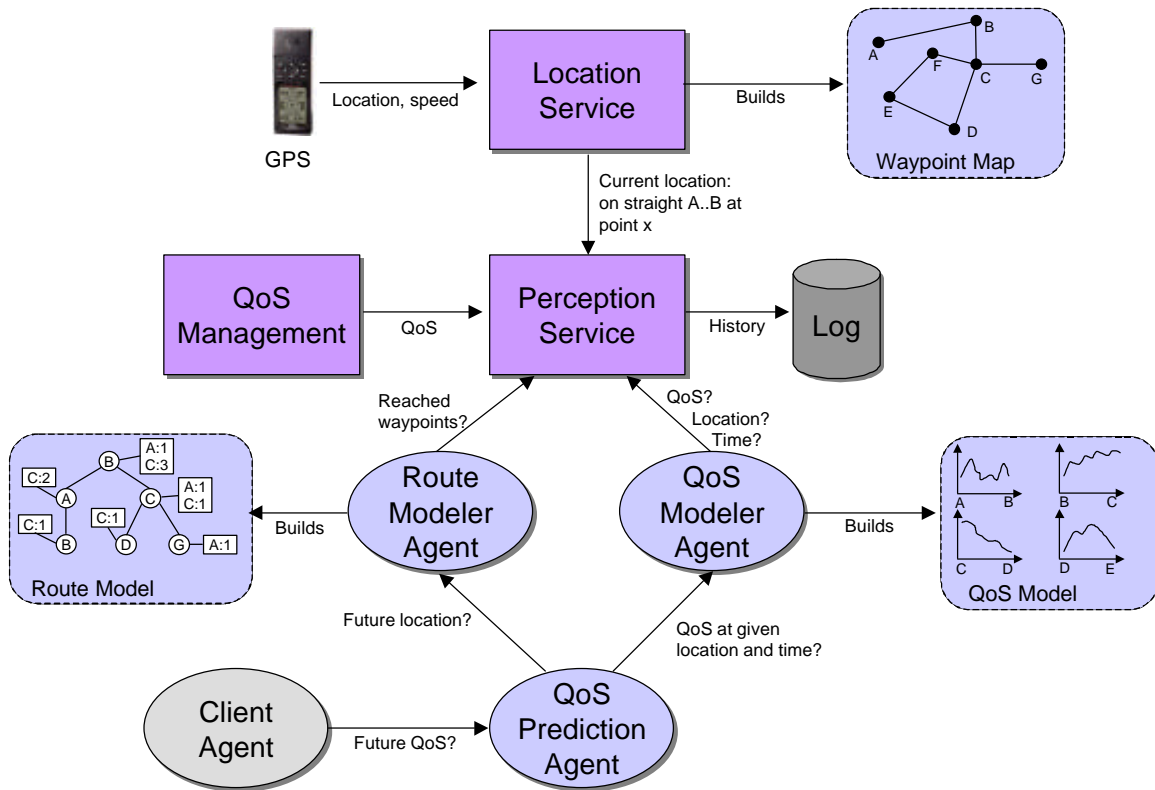 GPS
Location, speed
Location
Service
Builds
A
B
F
C
G
E
D
Waypoint Map
Current location:
on straight A..B at
point x
QoS
Management
QoS
Perception
Service
History
Log
Reached
waypoints?
QoS?
Location?
Time?
B
A:1
C:3
C:2
A
C
A:1
C:1
C:1
B
C:1
D
G
A:1
Route Model
Builds
Route
Modeler
Agent
QoS
Modeler
Agent
Builds
A
B
B
C
C
D
D
E
QoS Model
Future location?
QoS at given
location and time?
Client
Agent
Future QoS?
QoS
Prediction
Agent